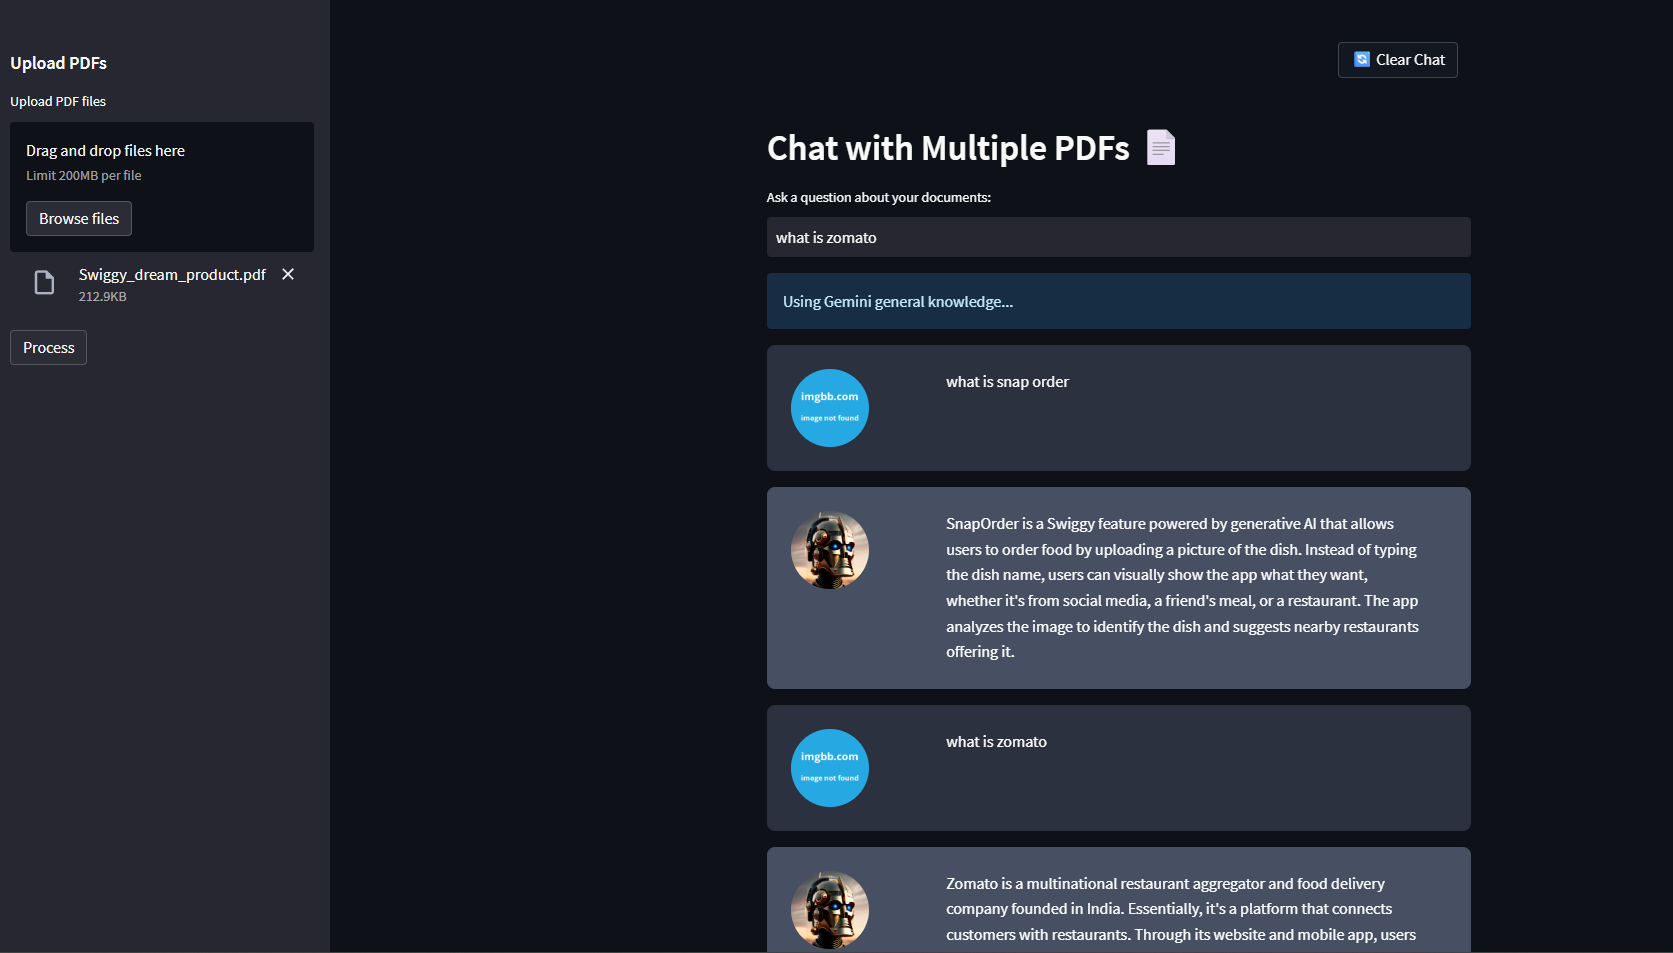 Upload PDFs
Upload PDF files
Drag and drop files here
Limit 200MB per file
Browse files
Swiggy_dream_product.pdf
212.9KB
Process
Clear Chat
Chat with Multiple PDFs
Ask a question about your documents:
what is zomato
Using Gemini general knowledge...
imgbb.com
image not found
what is snap order
SnapOrder is a Swiggy feature powered by generative AI that allows
users to order food by uploading a picture of the dish. Instead of typing
the dish name, users can visually show the app what they want,
whether it's from social media, a friend's meal, or a restaurant. The app
analyzes the image to identify the dish and suggests nearby restaurants
offering it.
imgbb.com
image not found
what is zomato
Zomato is a multinational restaurant aggregator and food delivery
company founded in India. Essentially, it's a platform that connects
customers with restaurants. Through its website and mobile app, users